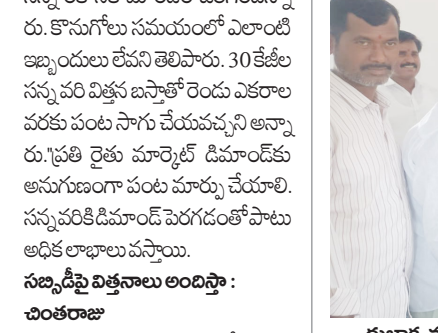 రు. కొనుగోలు సమయంలో ఎలాంటి
ఇబ్బందులు లేవని తెలిపారు. 30 కేజీల
సన్న వరి విత్తన బస్తాతో రెండు ఎకరాల
వరకు పంట సాగు చేయవచ్చని అన్నా
రు."ప్రతి రైతు మార్కెట్ డిమాండ్‌కు
అనుగుణంగా పంట మార్పు చేయాలి.
సన్నవరికి డిమాండ్ పెరగడంతోపాటు
అధిక లాభాలు వస్తాయి.
సబ్సిడీపై విత్తనాలు అందిస్తా :
చింతరాజు